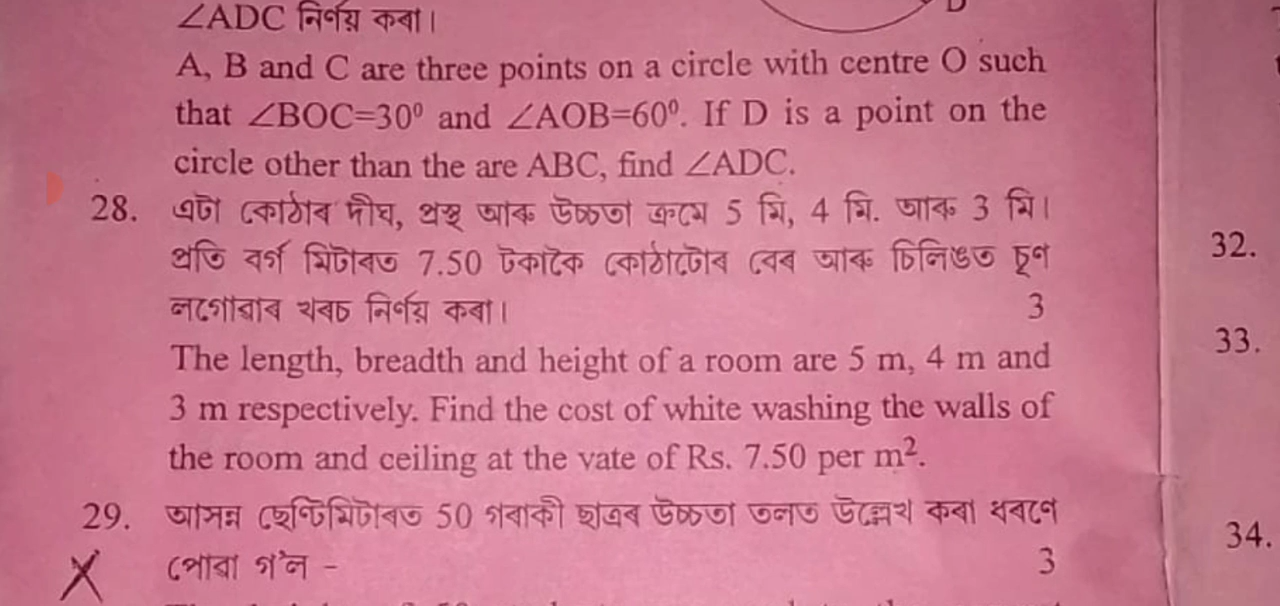 ∠ADC নিৰ্ণয় কৰা।
D
A, B and C are three points on a circle with centre O such
that ∠BOC=30⁰ and ∠AOB=60⁰. If D is a point on the
circle other than the are ABC, find ∠ADC.
28. এটা কোঠাৰ দীঘ, প্ৰস্থ আৰু উচ্চতা ক্ৰমে 5 মি, 4 মি. আৰু 3 মি।
প্ৰতি বৰ্গ মিটাৰত 7.50 টকাকৈ কোঠাটোৰ বেৰ আৰু চিলিঙত চূণ
লগোৱাৰ খৰচ নিৰ্ণয় কৰা। 3
The length, breadth and height of a room are 5 m, 4 m and
3 m respectively. Find the cost of white washing the walls of
the room and ceiling at the vate of Rs. 7.50 per m².
29. আসন্ন ছেণ্টিমিটাৰত 50 গৰাকী ছাত্ৰৰ উচ্চতা তলত উল্লেখ কৰা ধৰণে
X পোৱা গ'ল - 3
32.
33.
34.